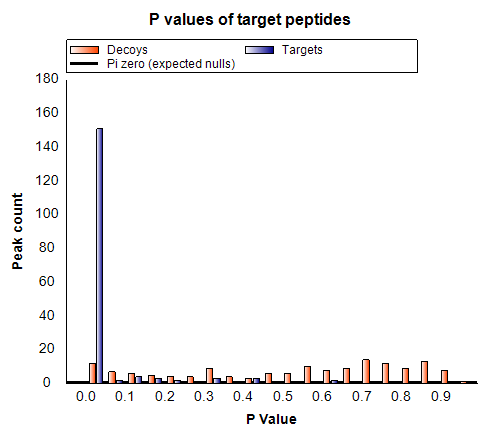 P values of target peptides
Decoys Targets
Pi zero (expected nulls)
180
160
140
120
100
80
60
40
20
0
Peak count
0.0 0.1 0.2 0.3 0.4 0.5 0.6 0.7 0.8 0.9
P Value